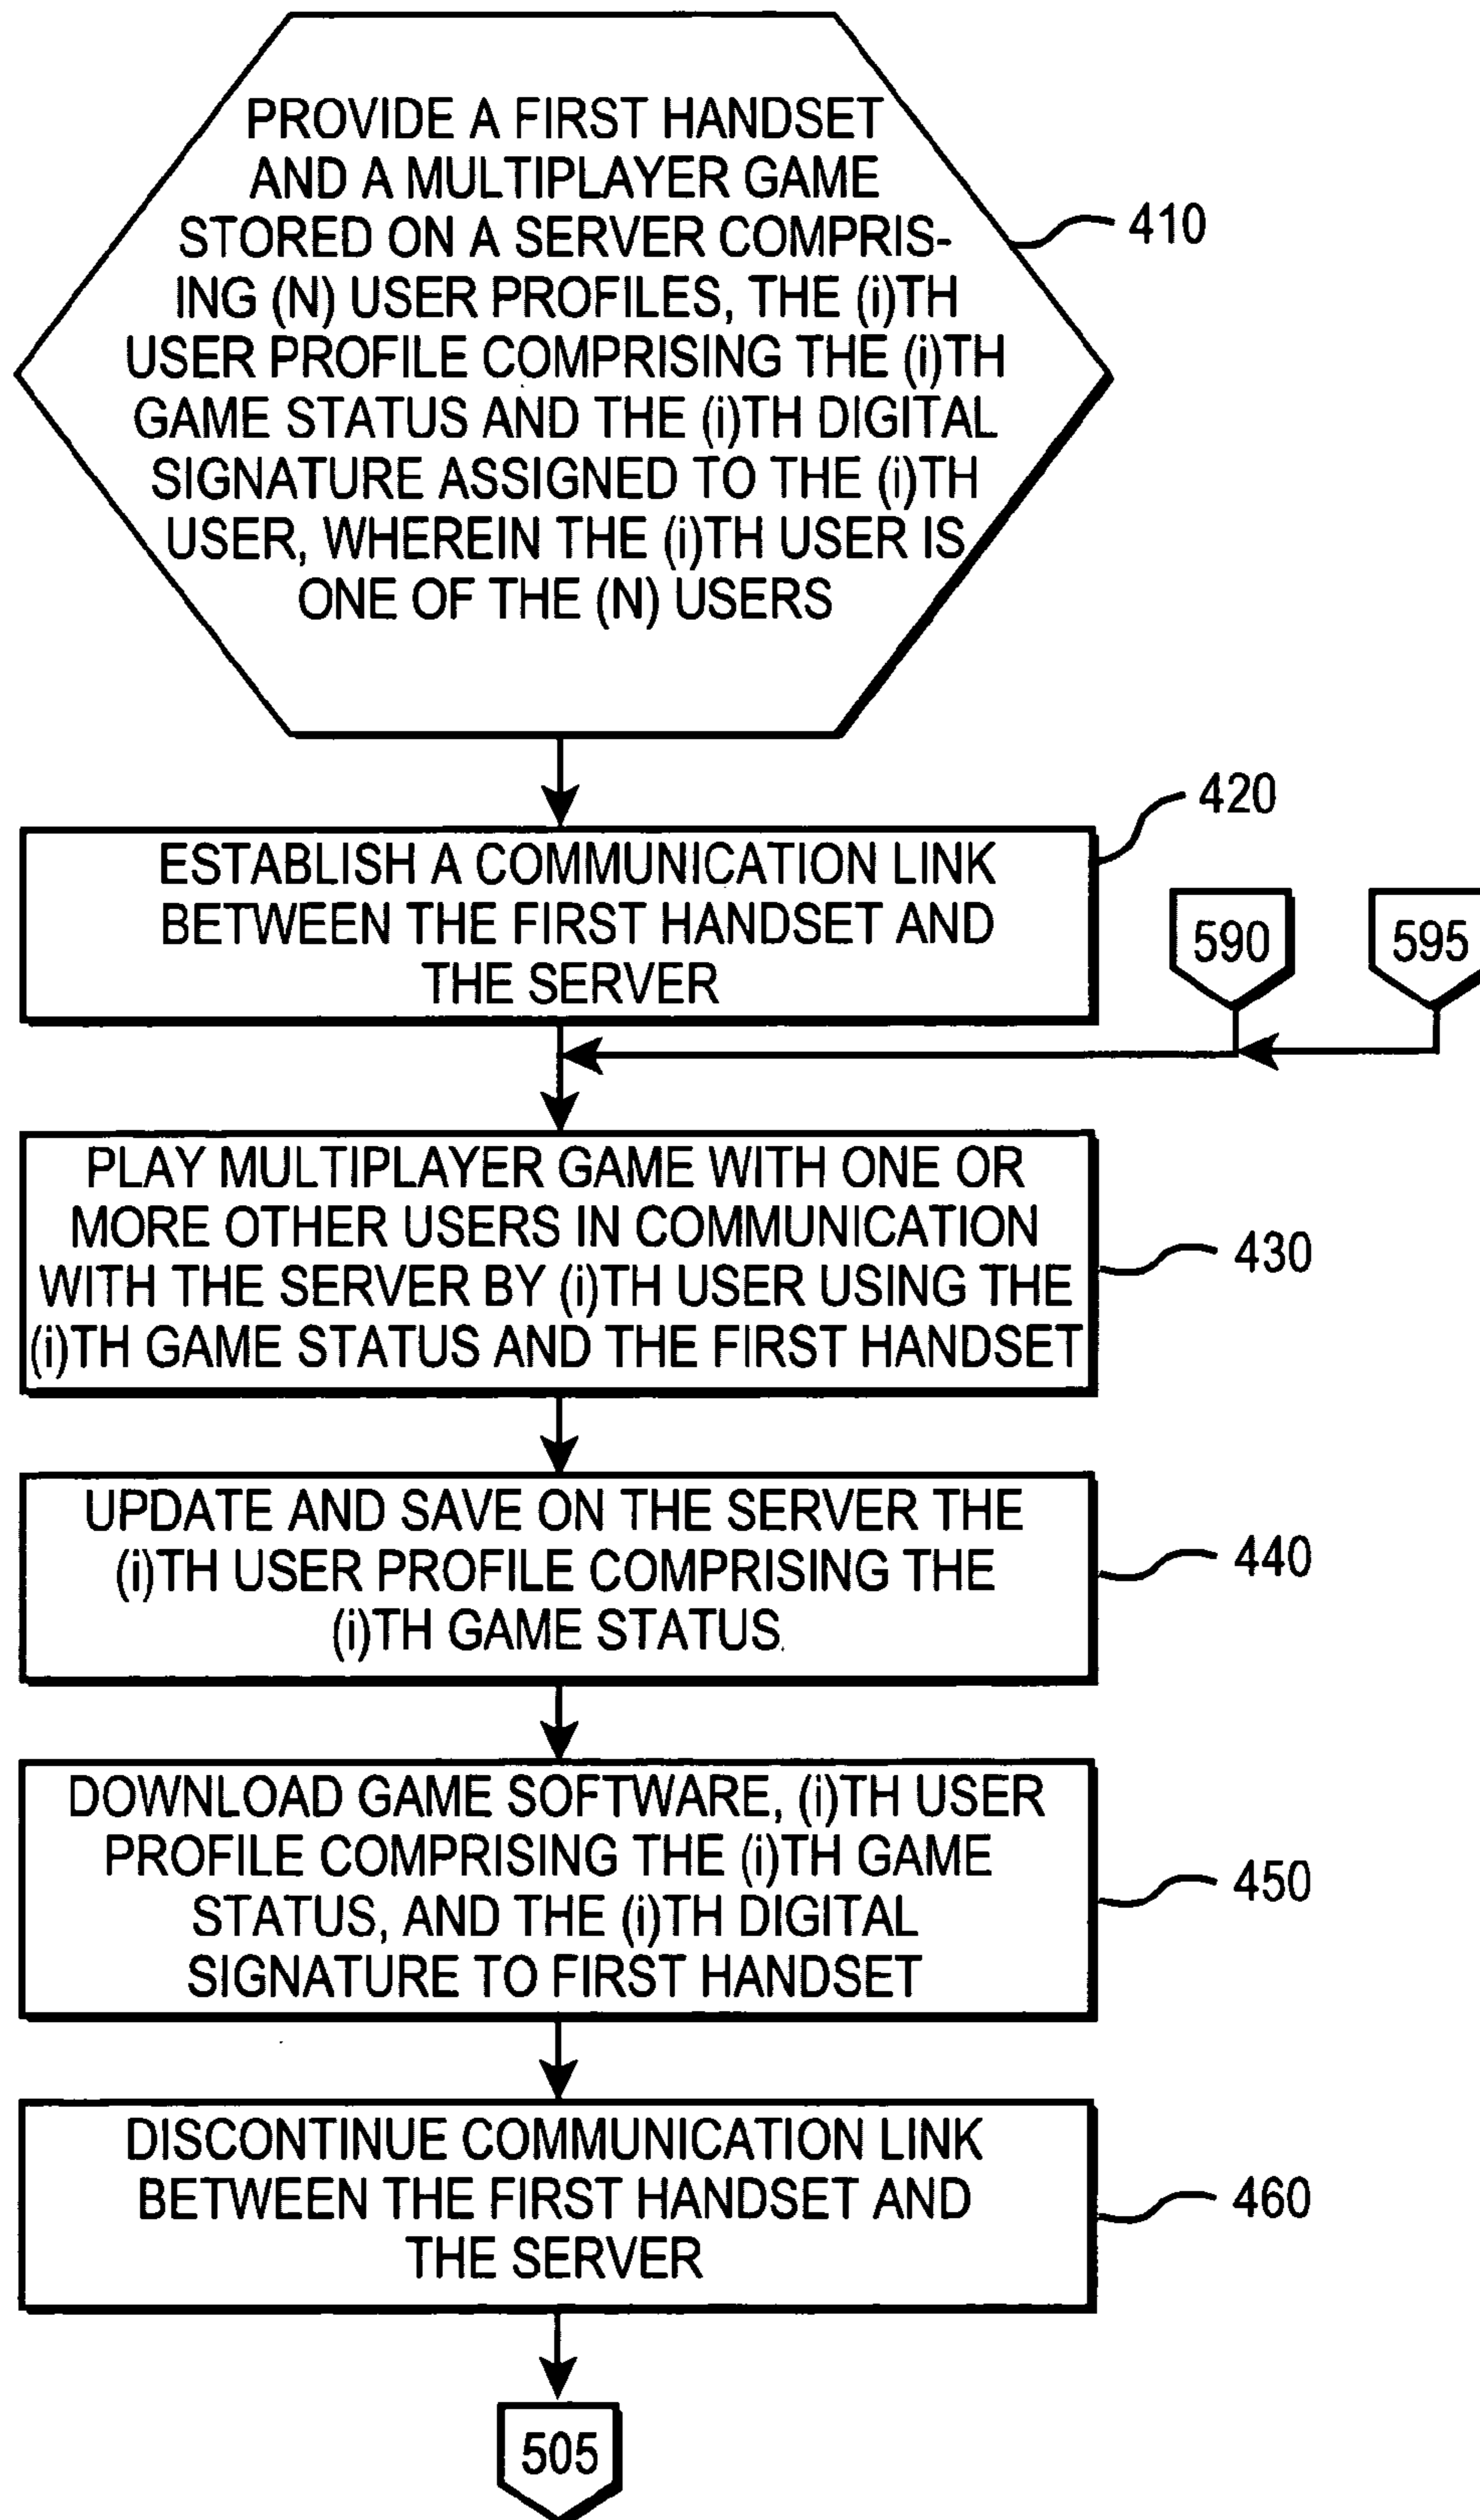 PROVIDE A FIRST HANDSET
AND A MULTIPLAYER GAME
STORED ON A SERVER COMPRIS-
ING (N) USER PROFILES, THE (i)TH
USER PROFILE COMPRISING THE (i)TH
GAME STATUS AND THE (i)TH DIGITAL
SIGNATURE ASSIGNED TO THE (i)TH
USER, WHEREIN THE (i)TH USER IS
ONE OF THE (N) USERS
410
420
ESTABLISH A COMMUNICATION LINK
BETWEEN THE FIRST HANDSET AND
THE SERVER
590
595
PLAY MULTIPLAYER GAME WITH ONE OR
MORE OTHER USERS IN COMMUNICATION
WITH THE SERVER BY (i)TH USER USING THE
(i)TH GAME STATUS AND THE FIRST HANDSET
430
UPDATE AND SAVE ON THE SERVER THE
(i)TH USER PROFILE COMPRISING THE
(i)TH GAME STATUS
440
DOWNLOAD GAME SOFTWARE, (i)TH USER
PROFILE COMPRISING THE (i)TH GAME
STATUS, AND THE (i)TH DIGITAL
SIGNATURE TO FIRST HANDSET
450
DISCONTINUE COMMUNICATION LINK
BETWEEN THE FIRST HANDSET AND
THE SERVER
460
505